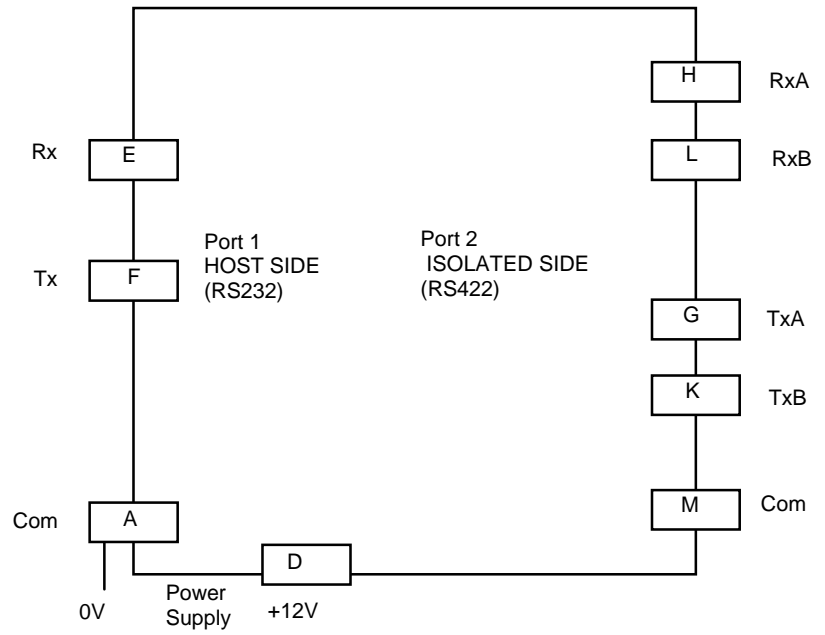 H RxA
Rx E L RxB
Port 1
HOST SIDE
(RS232)
Port 2
ISOLATED SIDE
(RS422)
Tx F
G TxA
K TxB
Com A M Com
D
0V
Power
Supply
+12V